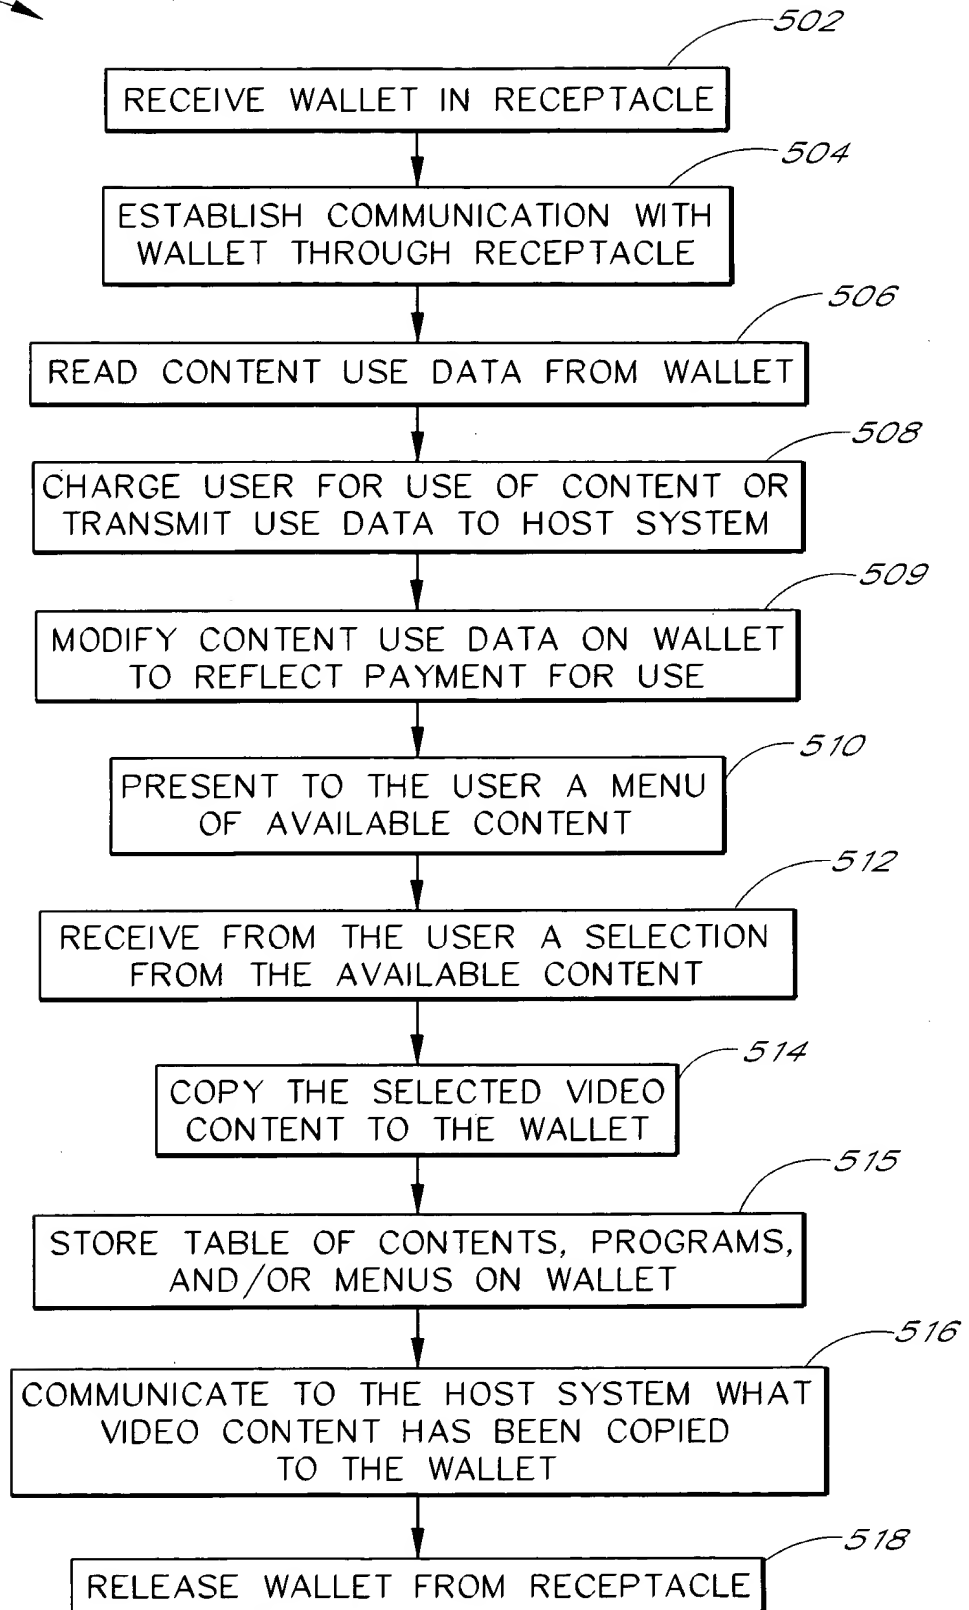 502
RECEIVE WALLET IN RECEPTACLE
504
ESTABLISH COMMUNICATION WITH
WALLET THROUGH RECEPTACLE
506
READ CONTENT USE DATA FROM WALLET
508
CHARGE USER FOR USE OF CONTENT OR
TRANSMIT USE DATA TO HOST SYSTEM
509
MODIFY CONTENT USE DATA ON WALLET
TO REFLECT PAYMENT FOR USE
510
PRESENT TO THE USER A MENU
OF AVAILABLE CONTENT
512
RECEIVE FROM THE USER A SELECTION
FROM THE AVAILABLE CONTENT
514
COPY THE SELECTED VIDEO
CONTENT TO THE WALLET
515
STORE TABLE OF CONTENTS, PROGRAMS,
AND/OR MENUS ON WALLET
516
COMMUNICATE TO THE HOST SYSTEM WHAT
VIDEO CONTENT HAS BEEN COPIED
TO THE WALLET
518
RELEASE WALLET FROM RECEPTACLE